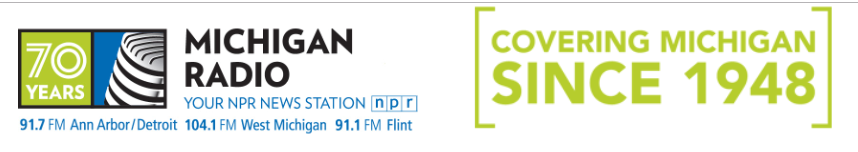 70
YEARS
MICHIGAN
RADIO
YOUR NPR NEWS STATION npr
91.7 FM Ann Arbor/Detroit 104.1 FM West Michigan 91.1 FM Flint
COVERING MICHIGAN
SINCE 1948